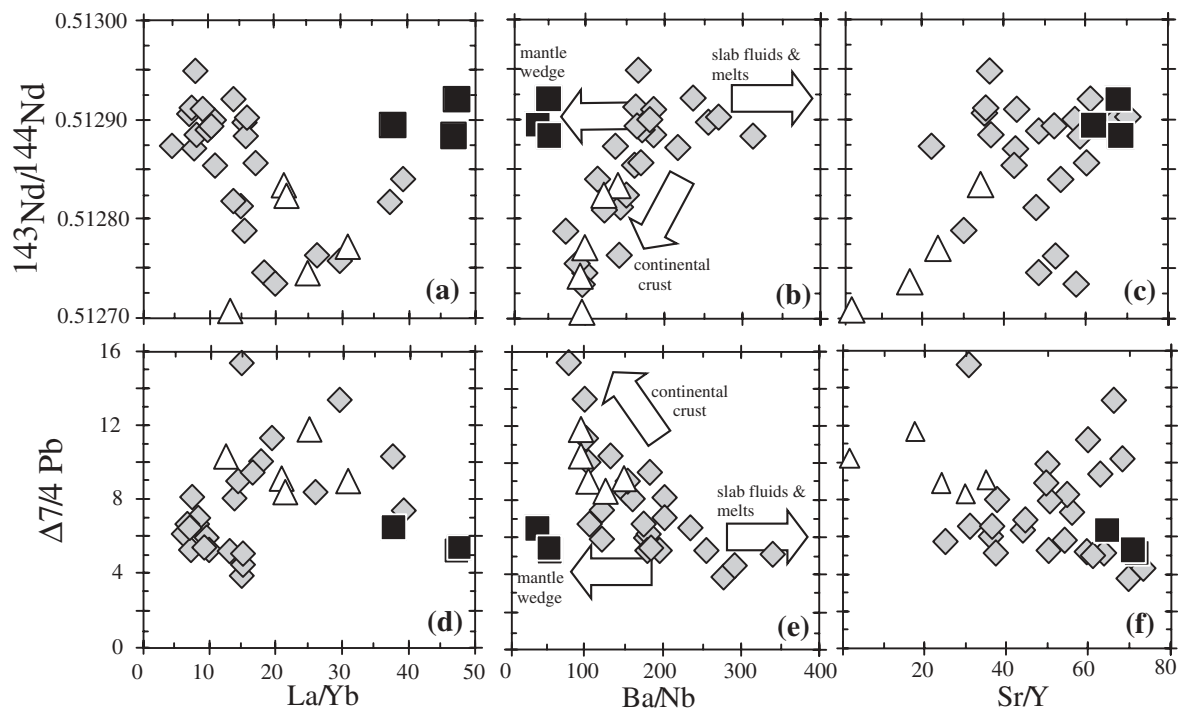 0.51300
0.51290
0.51280
0.51270
143Nd/144Nd
(a)
mantle
wedge
slab fluids &
melts
continental
crust
(b)
(c)
16
12
8
4
0
Δ7/4 Pb
(d)
0 10 20 30 40 50
La/Yb
continental
crust
slab fluids &
melts
mantle
wedge
(e)
0 100 200 300 400
Ba/Nb
(f)
0 20 40 60 80
Sr/Y